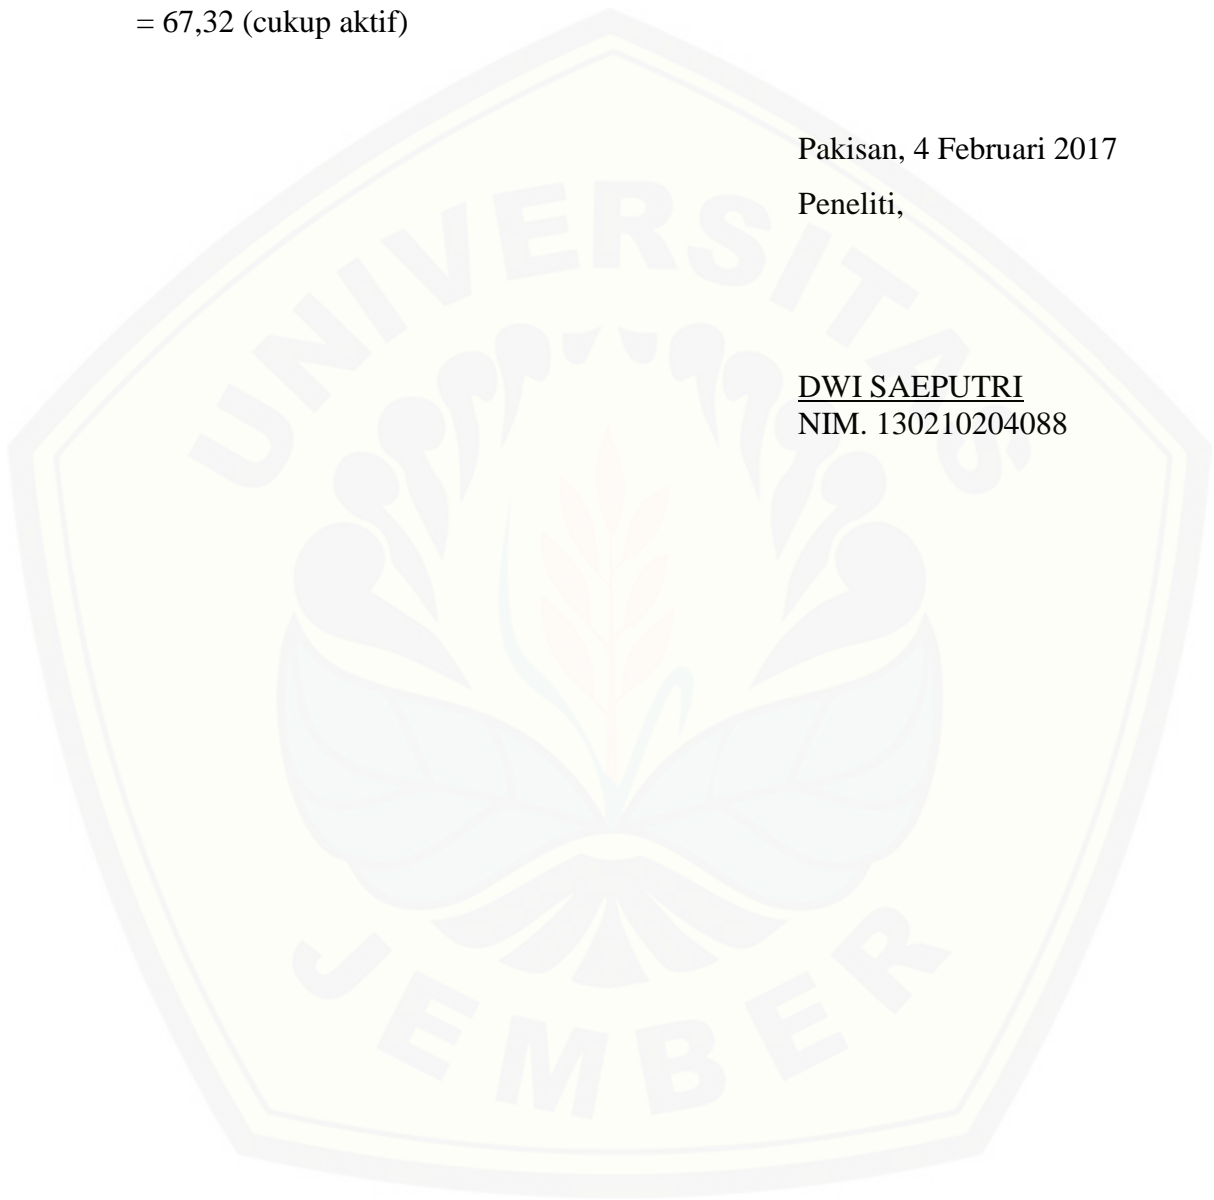 = 67,32 (cukup aktif)
Pakisan, 4 Februari 2017
Peneliti,
DWI SAEPUTRI
NIM. 130210204088
UNIVERSITAS
JEMBER